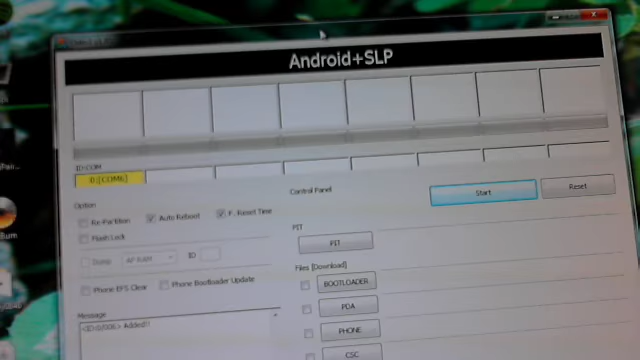 Android+SLP
ID:COM
0:[COM6]
Option
Control Panel
Re-Partition
Auto Reboot
F. Reset Time
Start
Reset
Flash Lock
PIT
Dump
AP RAM
ID
PIT
Files [Download]
Phone EFS Clear
Phone Bootloader Update
BOOTLOADER
PDA
Message
PHONE
<ID:0/006> Added!!
CSC